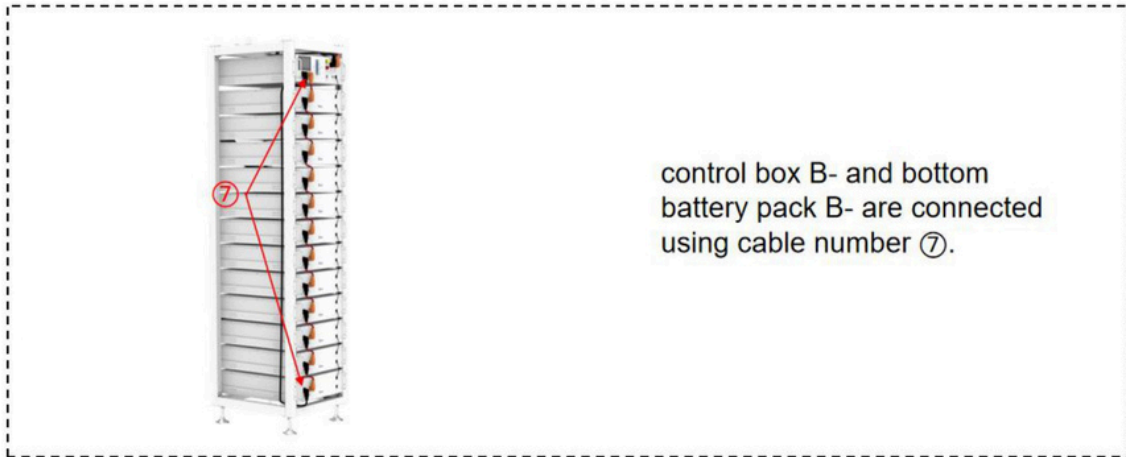 ⑦
control box B- and bottom
battery pack B- are connected
using cable number ⑦.